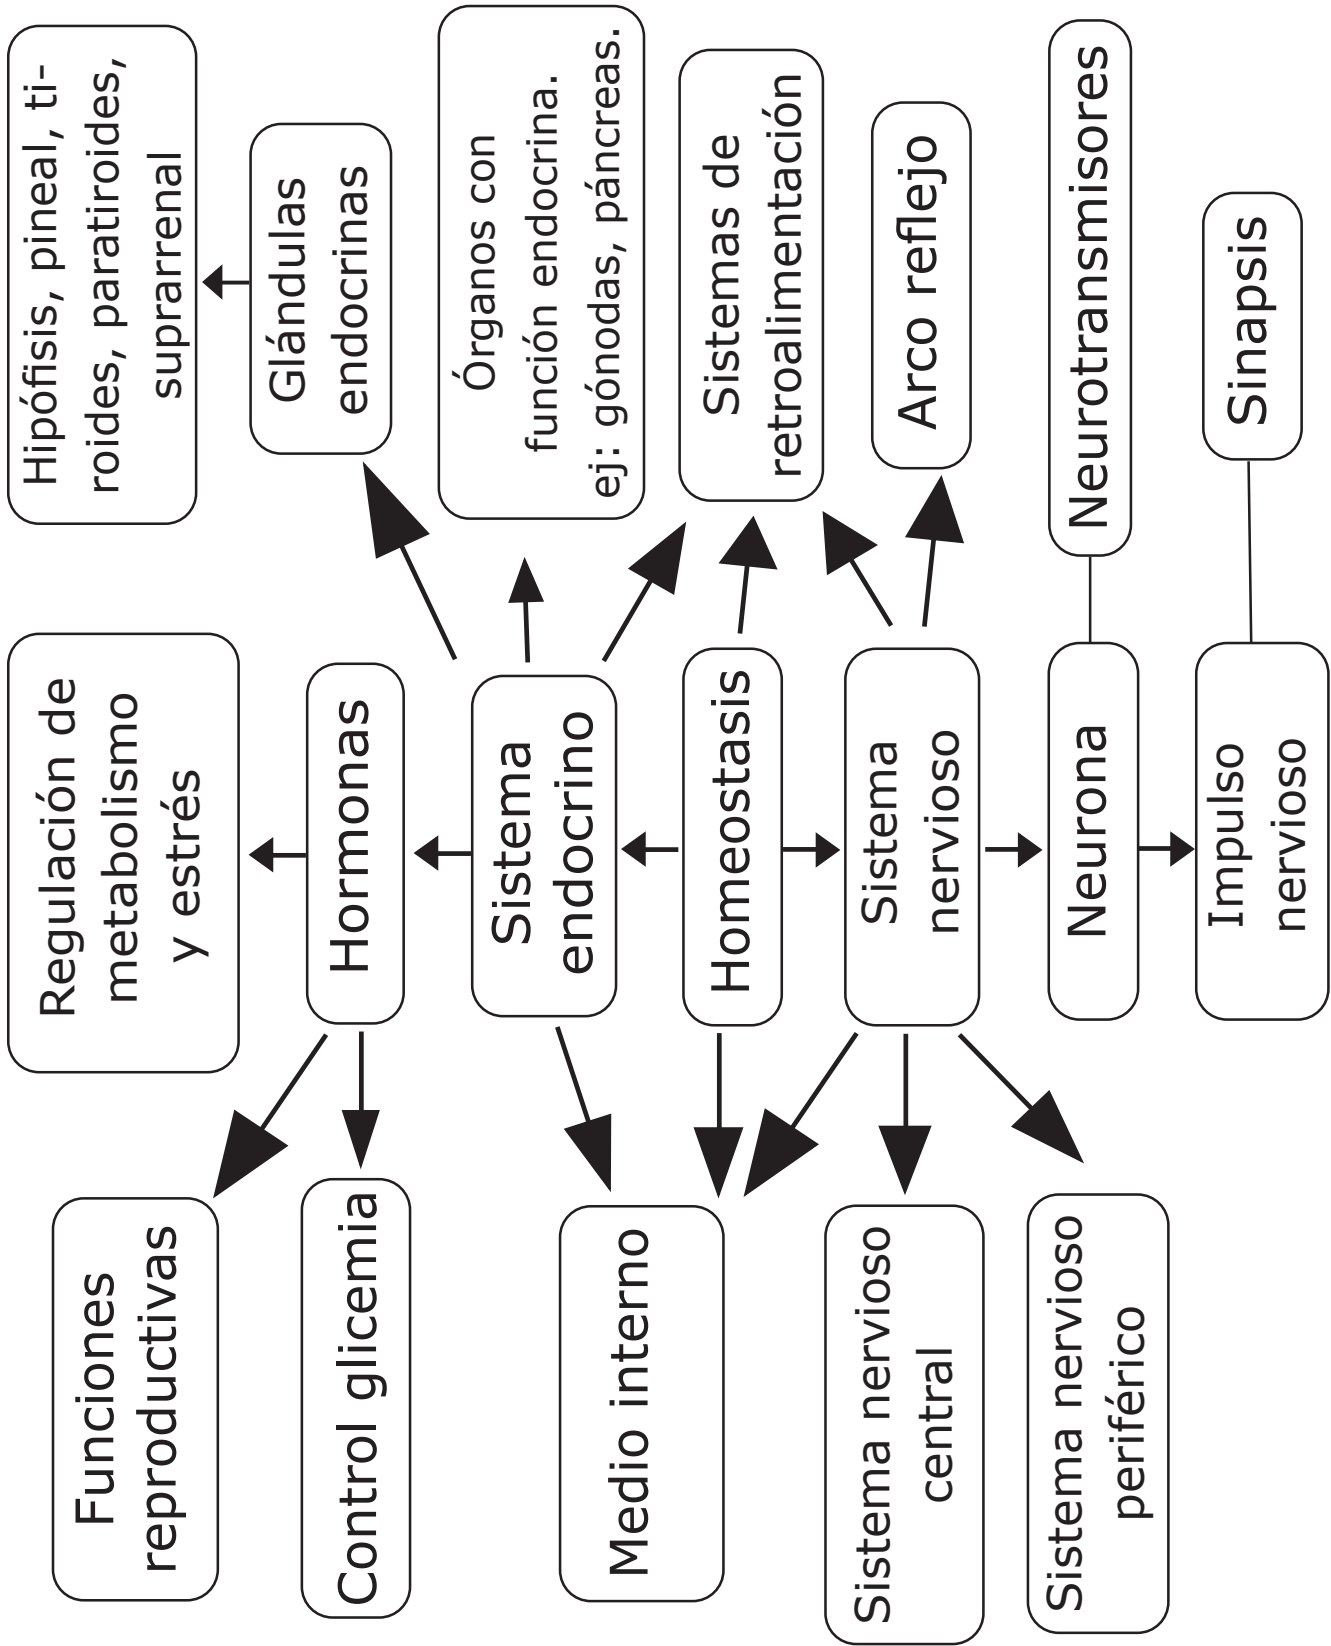 Hipófisis, pineal, ti-
roides, paratiroides,
suprarrenal
Glándulas
endocrinas
Órganos con
función endocrina.
ej: gónodas, páncreas.
Sistemas de
retroalimentación
Arco reflejo
Neurotransmisores
Sinapsis
Regulación de
metabolismo
y estrés
Hormonas
Sistema
endocrino
Homeostasis
Sistema
nervioso
Neurona
Impulso
nervioso
Funciones
reproductivas
Control glicemia
Medio interno
Sistema nervioso
central
Sistema nervioso
periférico